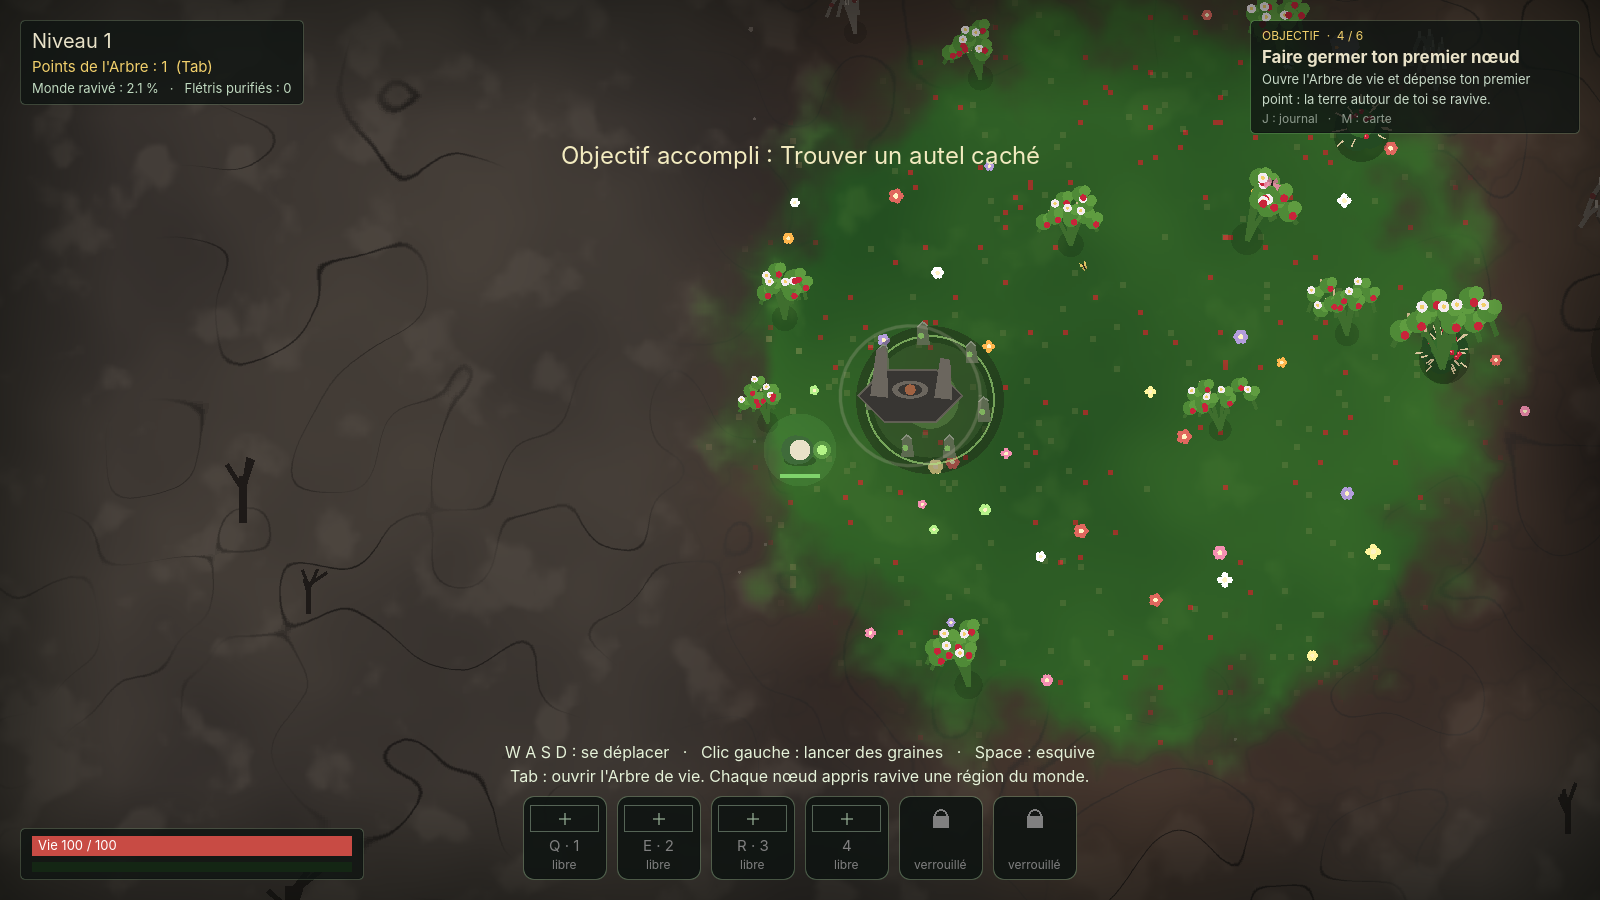 Niveau 1
Points de l'Arbre : 1 (Tab)
Monde ravivé : 2.1 % · Flétris purifiés : 0
OBJECTIF · 4 / 6
Faire germer ton premier nœud
Ouvre l'Arbre de vie et dépense ton premier
point : la terre autour de toi se ravive.
J : journal · M : carte
Objectif accompli : Trouver un autel caché
W A S D : se déplacer · Clic gauche : lancer des graines · Space : esquive
Tab : ouvrir l'Arbre de vie. Chaque nœud appris ravive une région du monde.
Q · 1
libre
E · 2
libre
R · 3
libre
4
libre
verrouillé
verrouillé
Vie 100 / 100